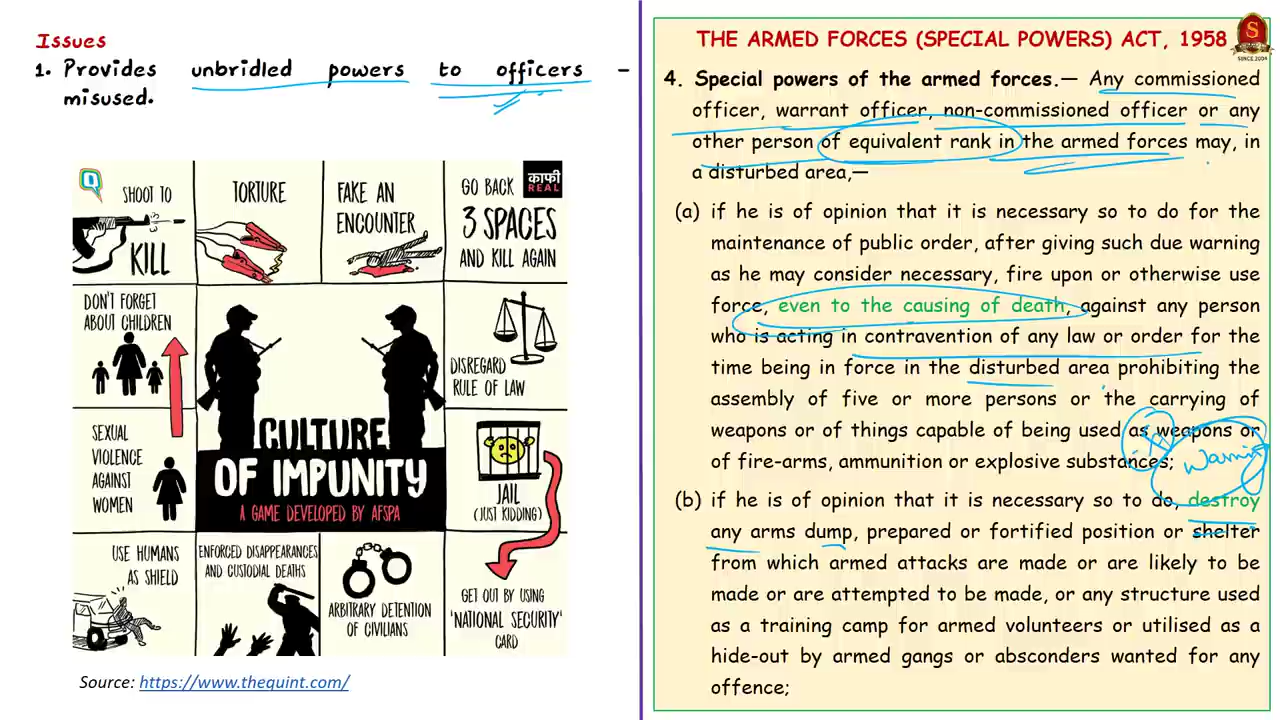 Issues
1. Provides unbridled powers to officers –
misused.
SHOOT TO
KILL
TORTURE
FAKE AN
ENCOUNTER
GO BACK
3 SPACES
AND KILL AGAIN
काफी
REAL
DON'T FORGET
ABOUT CHILDREN
DISREGARD
RULE OF LAW
SEXUAL
VIOLENCE
AGAINST
WOMEN
CULTURE
OF IMPUNITY
A GAME DEVELOPED BY AFSPA
JAIL
(JUST KIDDING)
USE HUMANS
AS SHIELD
ENFORCED DISAPPEARANCES
AND CUSTODIAL DEATHS
ARBITRARY DETENTION
OF CIVILIANS
GET OUT BY USING
'NATIONAL SECURITY'
CARD
Source: https://www.thequint.com/
THE ARMED FORCES (SPECIAL POWERS) ACT, 1958
S
SINCE 2004
4. Special powers of the armed forces.— Any commissioned
officer, warrant officer, non-commissioned officer or any
other person of equivalent rank in the armed forces may, in
a disturbed area,—
(a) if he is of opinion that it is necessary so to do for the
maintenance of public order, after giving such due warning
as he may consider necessary, fire upon or otherwise use
force, even to the causing of death, against any person
who is acting in contravention of any law or order for the
time being in force in the disturbed area prohibiting the
assembly of five or more persons or the carrying of
weapons or of things capable of being used as weapons or
of fire-arms, ammunition or explosive substances;
Warning
(b) if he is of opinion that it is necessary so to do, destroy
any arms dump, prepared or fortified position or shelter
from which armed attacks are made or are likely to be
made or are attempted to be made, or any structure used
as a training camp for armed volunteers or utilised as a
hide-out by armed gangs or absconders wanted for any
offence;